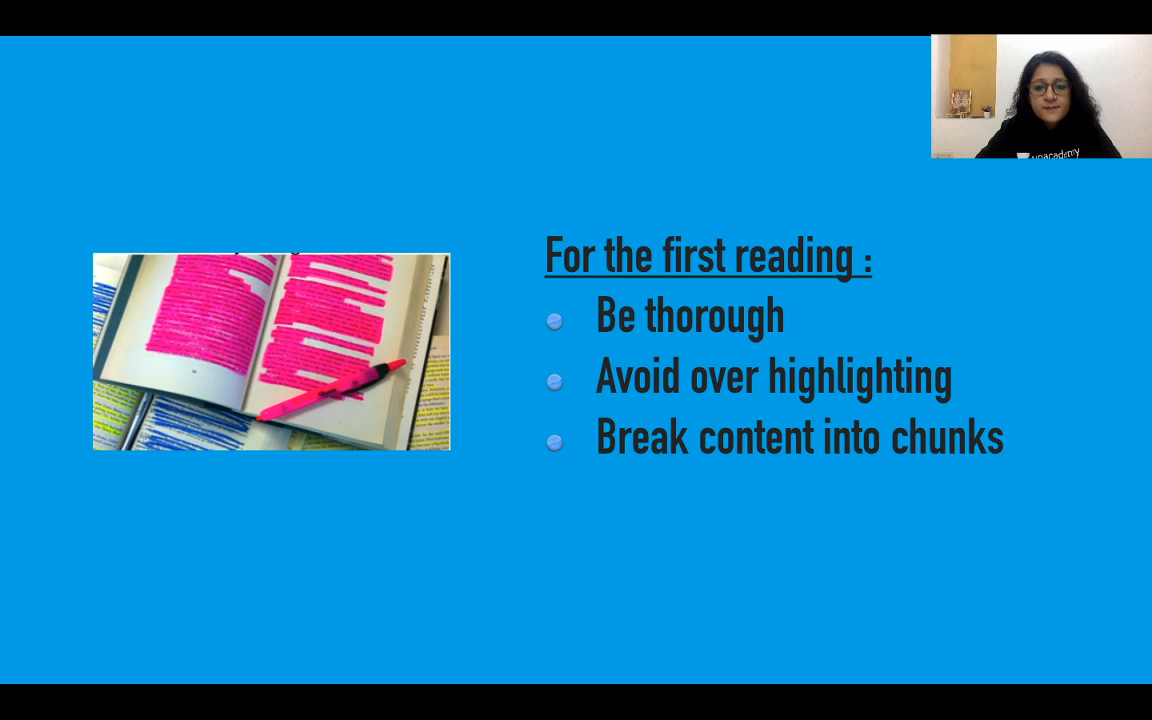 For the first reading :
Be thorough
Avoid over highlighting
Break content into chunks